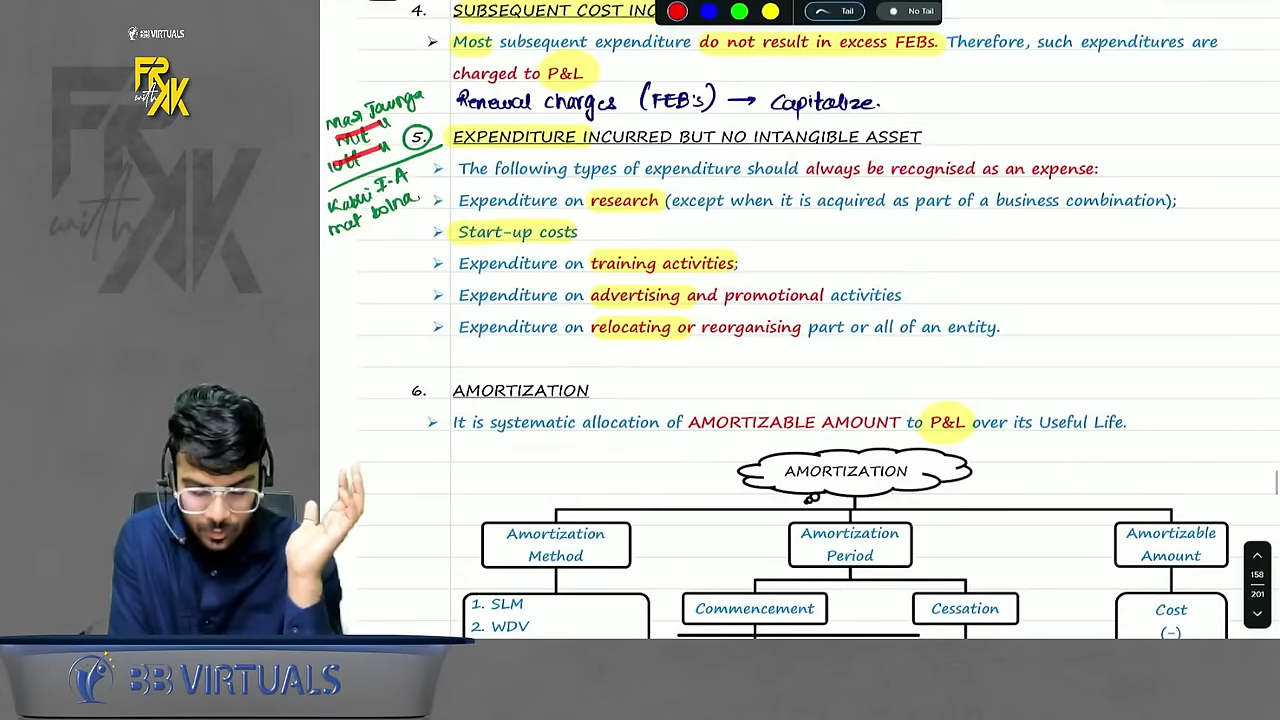 BB VIRTUALS
FR with KK
FR with KK
4. SUBSEQUENT COST INC
Tail
No Tail
➢ Most subsequent expenditure do not result in excess FEBs. Therefore, such expenditures are
charged to P&L
Renewal charges (FEB's) → Capitalize.
Mar Jaunga
mit u
u
Kabhi I.A
mat bolna
5. EXPENDITURE INCURRED BUT NO INTANGIBLE ASSET
➢ The following types of expenditure should always be recognised as an expense:
➢ Expenditure on research (except when it is acquired as part of a business combination);
➢ Start-up costs
➢ Expenditure on training activities;
➢ Expenditure on advertising and promotional activities
➢ Expenditure on relocating or reorganising part or all of an entity.
6. AMORTIZATION
➢ It is systematic allocation of AMORTIZABLE AMOUNT to P&L over its Useful Life.
AMORTIZATION
Amortization
Method
Amortization
Period
Amortizable
Amount
1. SLM
2. WDV
Commencement
Cessation
Cost
(-)
158
201
BB VIRTUALS